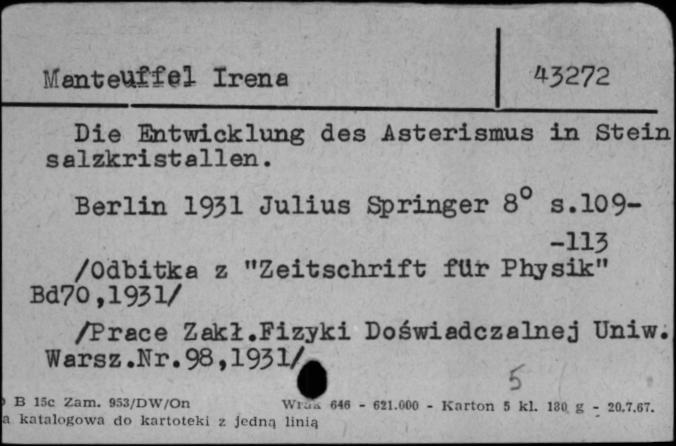 Manteuffel Irena 43272
Die Entwicklung des Asterismus in Stein
salzkristallen.
Berlin 1931 Julius Springer 8° s.109-
-113
/Odbitka z "Zeitschrift für Physik"
Bd70,1931/
/Prace Zakł.Fizyki Doświadczalnej Uniw.
Warsz.Nr.98,1931/
5
B 15c Zam. 953/DW/On 646 - 621.000 - Karton 5 kl. 180 g - 20.7.67.
a katalogowa do kartoteki z jedną linią